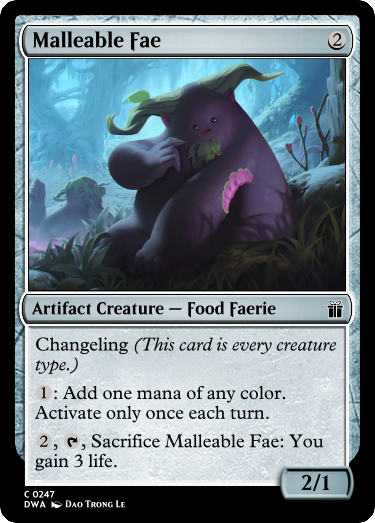 Malleable Fae 2
Artifact Creature — Food Faerie
Changeling (This card is every creature
type.)
1: Add one mana of any color.
Activate only once each turn.
2, , Sacrifice Malleable Fae: You
gain 3 life.
2/1
C 0247
DWA Dao Trong Le